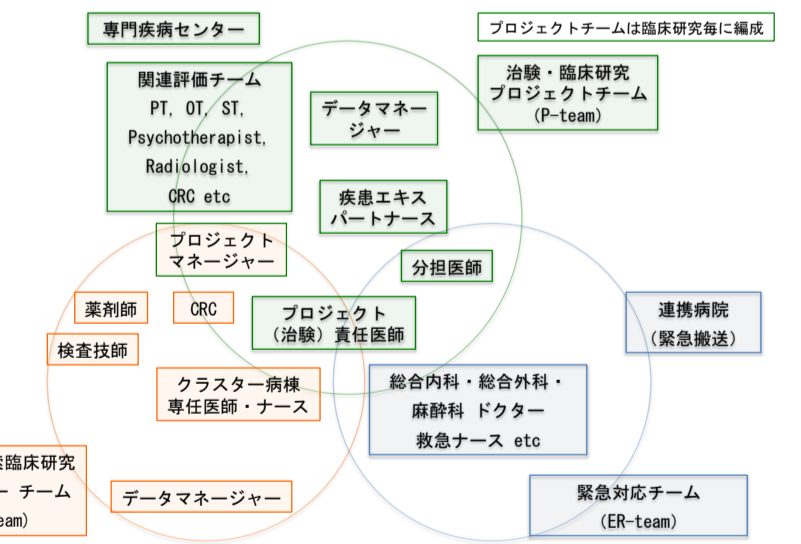 専門疾病センター
プロジェクトチームは臨床研究毎に編成
関連評価チーム
PT, OT, ST,
Psychotherapist,
Radiologist,
CRC etc
データマネー
ジャー
治験・臨床研究
プロジェクトチーム
(P-team)
疾患エキス
パートナース
プロジェクト
マネージャー
分担医師
薬剤師
CRC
プロジェクト
(治験)責任医師
連携病院
(緊急搬送)
検査技師
クラスター病棟
専任医師・ナース
総合内科・総合外科・
麻酔科 ドクター
救急ナース etc
臨床研究
ー チーム
eam)
データマネージャー
緊急対応チーム
(ER-team)